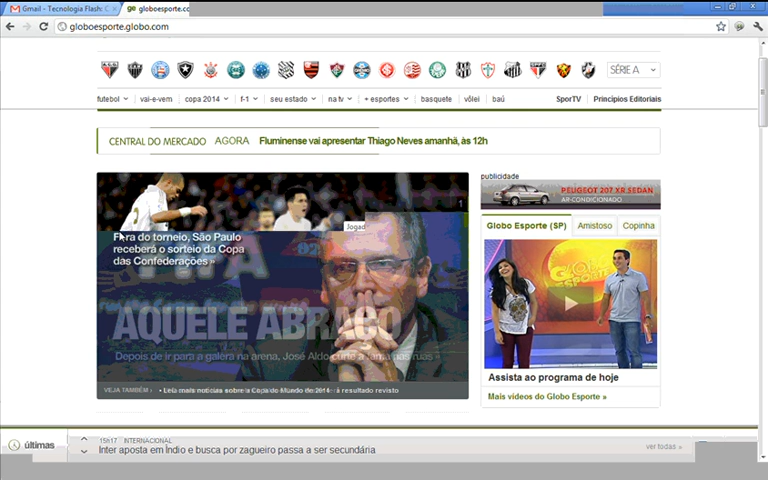 Gmail - Tecnologia Flash: C
globoesporte.co
globoesporte.globo.com
SÉRIE A
futebol vai-e-vem copa 2014 f-1 seu estado na tv + esportes basquete vôlei baú SporTV Principios Editoriais
CENTRAL DO MERCADO AGORA Fluminense vai apresentar Thiago Neves amanhã, às 12h
publicidade
PEUGEOT 207 XR SEDAN
AR-CONDICIONADO
1
Jogad
Fora do torneio, São Paulo
receberá o sorteio da Copa
das Confederações »
AQUELE ABRAÇO
Depois de ir para a galera na arena, José Aldo curte a fama nas ruas
VEJA TAMBÉM • Leia mais notícias sobre a Copa do Mundo de 2014 resultado revisto
Globo Esporte (SP) Amistoso Copinha
Assista ao programa de hoje
Mais vídeos do Globo Esporte »
últimas
15h17 INTERNACIONAL
Inter aposta em Índio e busca por zagueiro passa a ser secundária
ver todas »